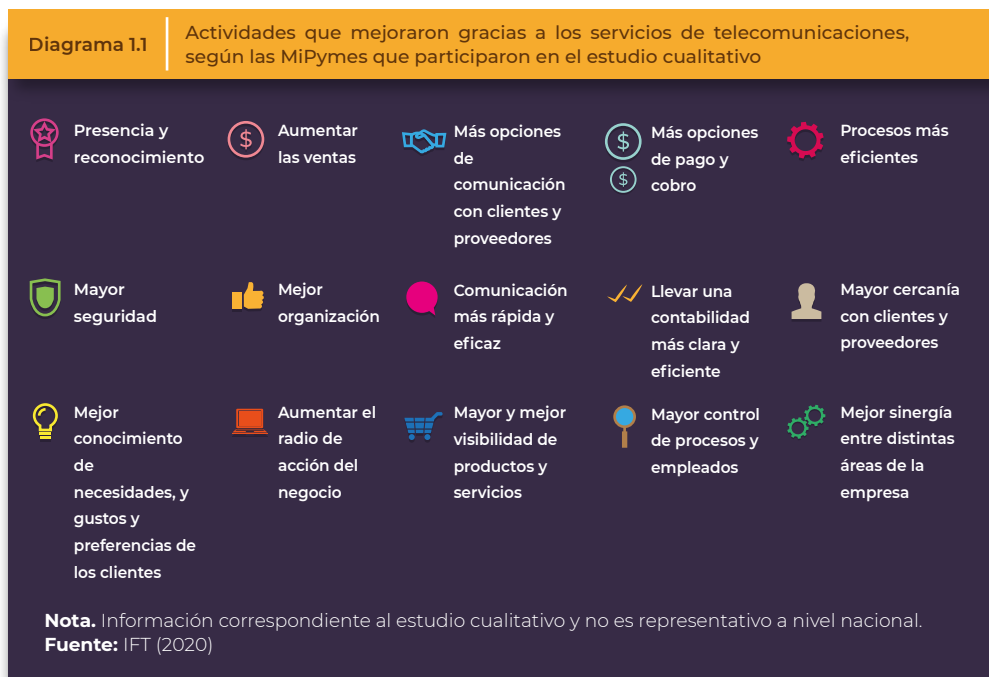 Diagrama 1.1
Actividades que mejoraron gracias a los servicios de telecomunicaciones,
según las MiPymes que participaron en el estudio cualitativo
Presencia y
reconocimiento
Aumentar
las ventas
Más opciones
de
comunicación
con clientes y
proveedores
Más opciones
de pago y
cobro
Procesos más
eficientes
Mayor
seguridad
Mejor
organización
Comunicación
más rápida y
eficaz
Llevar una
contabilidad
más clara y
eficiente
Mayor cercanía
con clientes y
proveedores
Mejor
conocimiento
de
necesidades, y
gustos y
preferencias de
los clientes
Aumentar el
radio de
acción del
negocio
Mayor y mejor
visibilidad de
productos y
servicios
Mayor control
de procesos y
empleados
Mejor sinergía
entre distintas
áreas de la
empresa
Nota. Información correspondiente al estudio cualitativo y no es representativo a nivel nacional.
Fuente: IFT (2020)